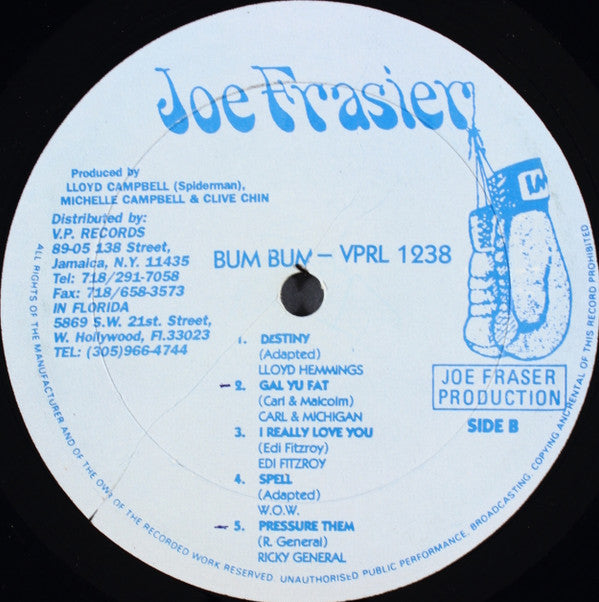 Joe Frasier
Produced by
LLOYD CAMPBELL (Spiderman),
MICHELLE CAMPBELL & CLIVE CHIN
Distributed by:
V.P. RECORDS
89-05 138 Street,
Jamaica, N.Y. 11435
Tel: 718/291-7058
Fax: 718/658-3573
IN FLORIDA
5869 S.W. 21st. Street,
W. Hollywood, Fl.33023
TEL: (305)966-4744
BUM BUM – VPRL 1238
1. DESTINY
(Adapted)
LLOYD HEMMINGS
2. GAL YU FAT
(Carl & Malcolm)
CARL & MICHIGAN
3. I REALLY LOVE YOU
(Edi Fitzroy)
EDI FITZROY
4. SPELL
(Adapted)
W.O.W.
5. PRESSURE THEM
(R. General)
RICKY GENERAL
JOE FRASER
PRODUCTION
SIDE B
ALL RIGHTS OF THE MANUFACTURER AND OF THE OWN OF THE RECORDED WORK RESERVED. UNAUTHORISED PUBLIC PERFORMANCE, BROADCASTING, COPYING ANC RENTAL OF THIS RECORD PROHIBITED